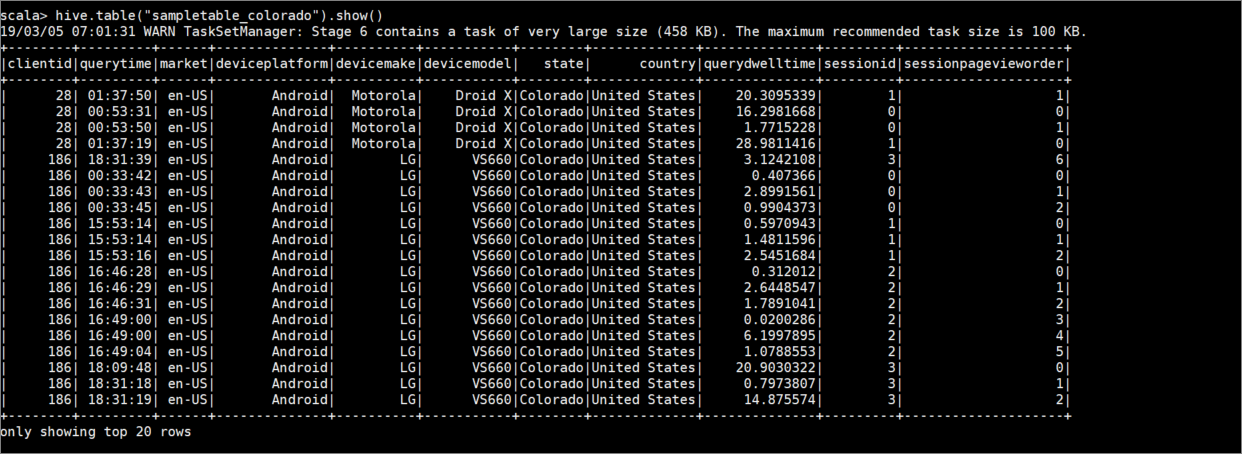 scala> hive.table("sampletable_colorado").show()
19/03/05 07:01:31 WARN TaskSetManager: Stage 6 contains a task of very large size (458 KB). The maximum recommended task size is 100 KB.
+--------+---------+------+--------------+----------+-----------+--------+-------------+--------------+---------+--------------------+
|clientid|querytime|market|deviceplatform|devicemake|devicemodel|   state|      country|querydwelltime|sessionid|sessionpagevieworder|
+--------+---------+------+--------------+----------+-----------+--------+-------------+--------------+---------+--------------------+
|      28| 01:37:50| en-US|       Android|  Motorola|    Droid X|Colorado|United States|    20.3095339|        1|                   1|
|      28| 00:53:31| en-US|       Android|  Motorola|    Droid X|Colorado|United States|    16.2981668|        0|                   0|
|      28| 00:53:50| en-US|       Android|  Motorola|    Droid X|Colorado|United States|     1.7715228|        0|                   1|
|      28| 01:37:19| en-US|       Android|  Motorola|    Droid X|Colorado|United States|    28.9811416|        1|                   0|
|     186| 18:31:39| en-US|       Android|        LG|      VS660|Colorado|United States|     3.1242108|        3|                   6|
|     186| 00:33:42| en-US|       Android|        LG|      VS660|Colorado|United States|      0.407366|        0|                   0|
|     186| 00:33:43| en-US|       Android|        LG|      VS660|Colorado|United States|     2.8991561|        0|                   1|
|     186| 00:33:45| en-US|       Android|        LG|      VS660|Colorado|United States|     0.9904373|        0|                   2|
|     186| 15:53:14| en-US|       Android|        LG|      VS660|Colorado|United States|     0.5970943|        1|                   0|
|     186| 15:53:14| en-US|       Android|        LG|      VS660|Colorado|United States|     1.4811596|        1|                   1|
|     186| 15:53:16| en-US|       Android|        LG|      VS660|Colorado|United States|     2.5451684|        1|                   2|
|     186| 16:46:28| en-US|       Android|        LG|      VS660|Colorado|United States|      0.312012|        2|                   0|
|     186| 16:46:29| en-US|       Android|        LG|      VS660|Colorado|United States|     2.6448547|        2|                   1|
|     186| 16:46:31| en-US|       Android|        LG|      VS660|Colorado|United States|     1.7891041|        2|                   2|
|     186| 16:49:00| en-US|       Android|        LG|      VS660|Colorado|United States|     0.0200286|        2|                   3|
|     186| 16:49:00| en-US|       Android|        LG|      VS660|Colorado|United States|     6.1997895|        2|                   4|
|     186| 16:49:04| en-US|       Android|        LG|      VS660|Colorado|United States|     1.0788553|        2|                   5|
|     186| 18:09:48| en-US|       Android|        LG|      VS660|Colorado|United States|    20.9030322|        3|                   0|
|     186| 18:31:18| en-US|       Android|        LG|      VS660|Colorado|United States|     0.7973807|        3|                   1|
|     186| 18:31:19| en-US|       Android|        LG|      VS660|Colorado|United States|     14.875574|        3|                   2|
+--------+---------+------+--------------+----------+-----------+--------+-------------+--------------+---------+--------------------+
only showing top 20 rows